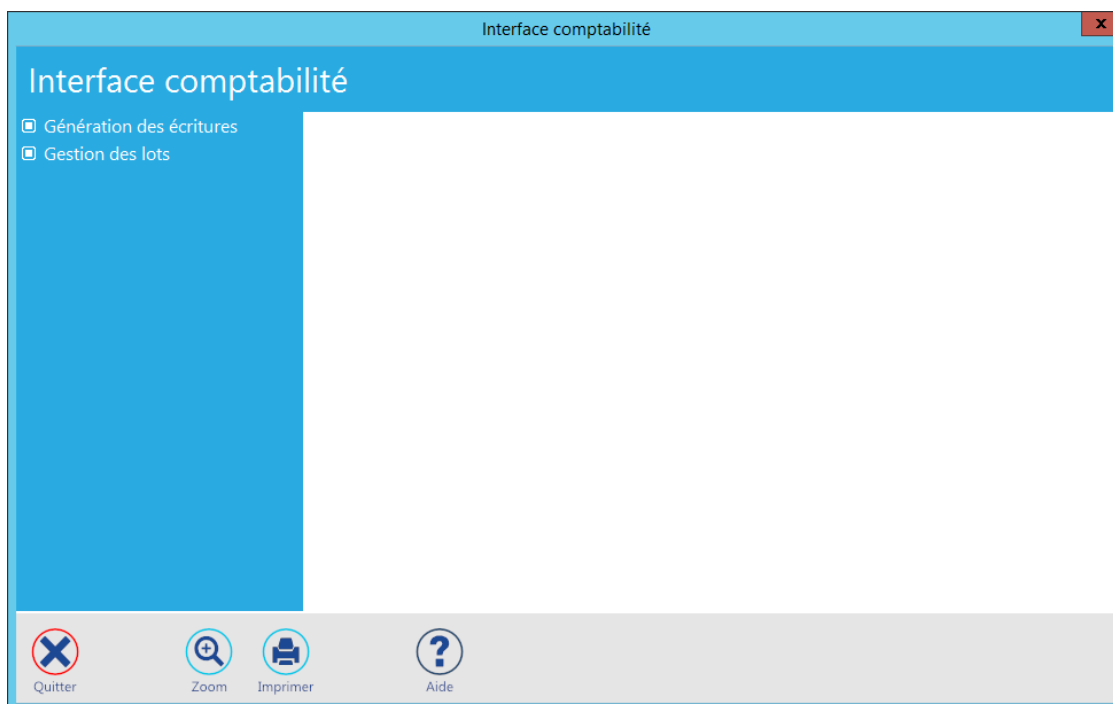 Interface comptabilité
x
Interface comptabilité
Génération des écritures
Gestion des lots
Quitter
Zoom
Imprimer
Aide